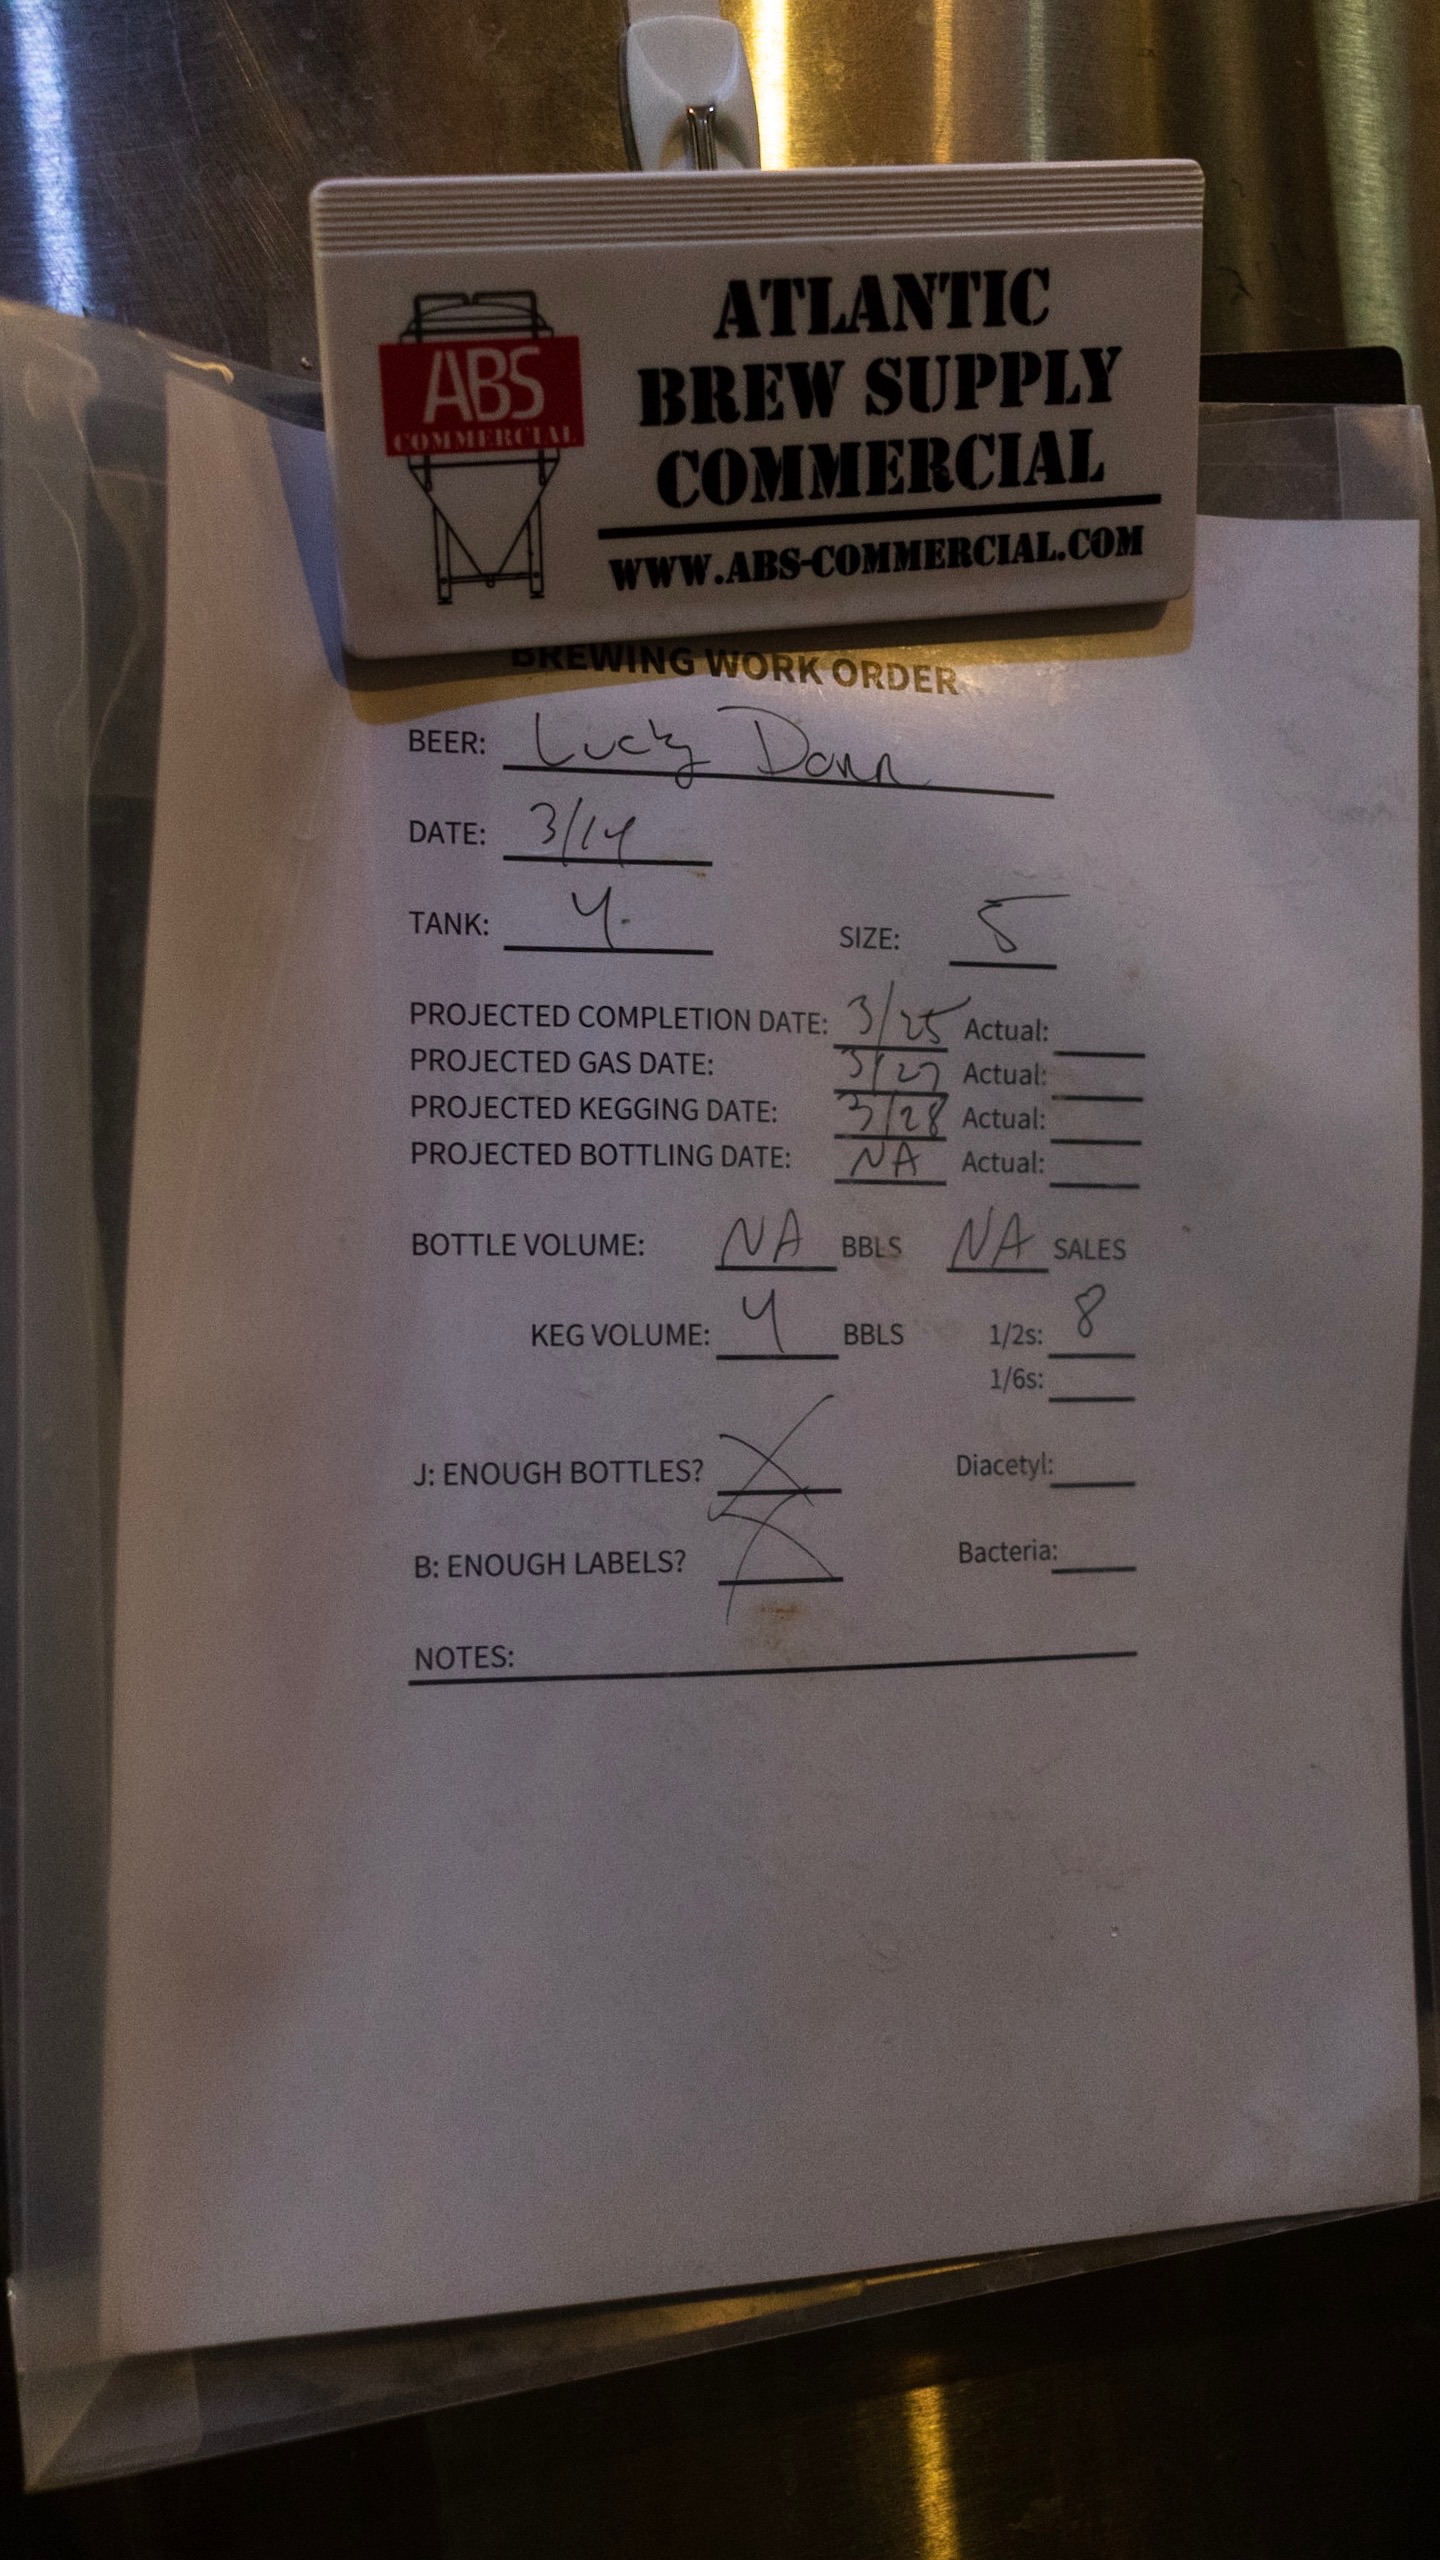 ATLANTIC
BREW SUPPLY
COMMERCIAL
WWW.ABS-COMMERCIAL.COM
ABS
COMMERCIAL
BREWING WORK ORDER
BEER: Lucky
DATE: 3/14
TANK: 4 SIZE: 5
PROJECTED COMPLETION DATE: 3/25 Actual:
PROJECTED GAS DATE: 3/27 Actual:
PROJECTED KEGGING DATE: 3/28 Actual:
PROJECTED BOTTLING DATE: NA Actual:
BOTTLE VOLUME: NA BBLS NA SALES
KEG VOLUME: 4 BBLS 1/2s: 8
1/6s:
J: ENOUGH BOTTLES? X Diacetyl:
B: ENOUGH LABELS? X Bacteria:
NOTES: